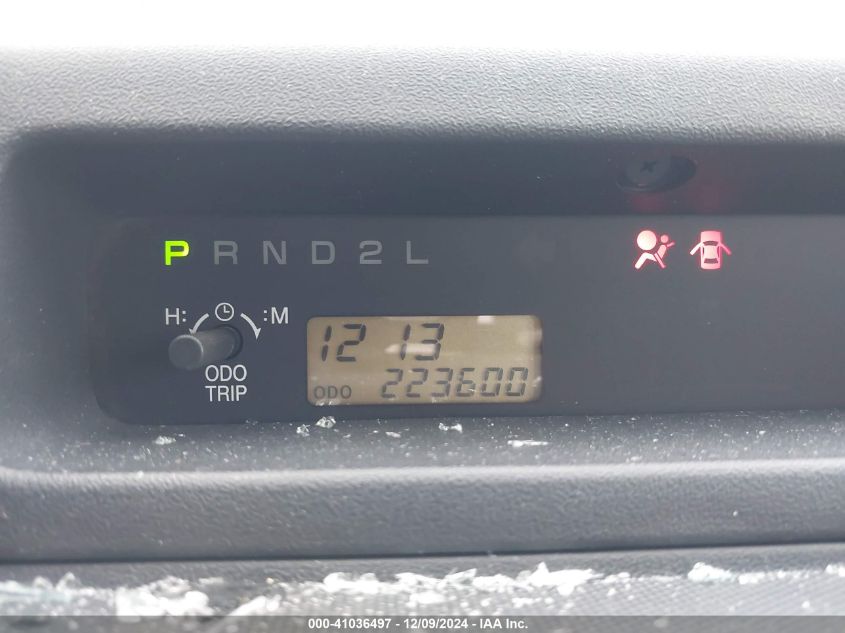 P R N D 2 L
H: :M
ODO
TRIP
12 13
ODO 223600
000-41036497 - 12/09/2024 - IAA Inc.